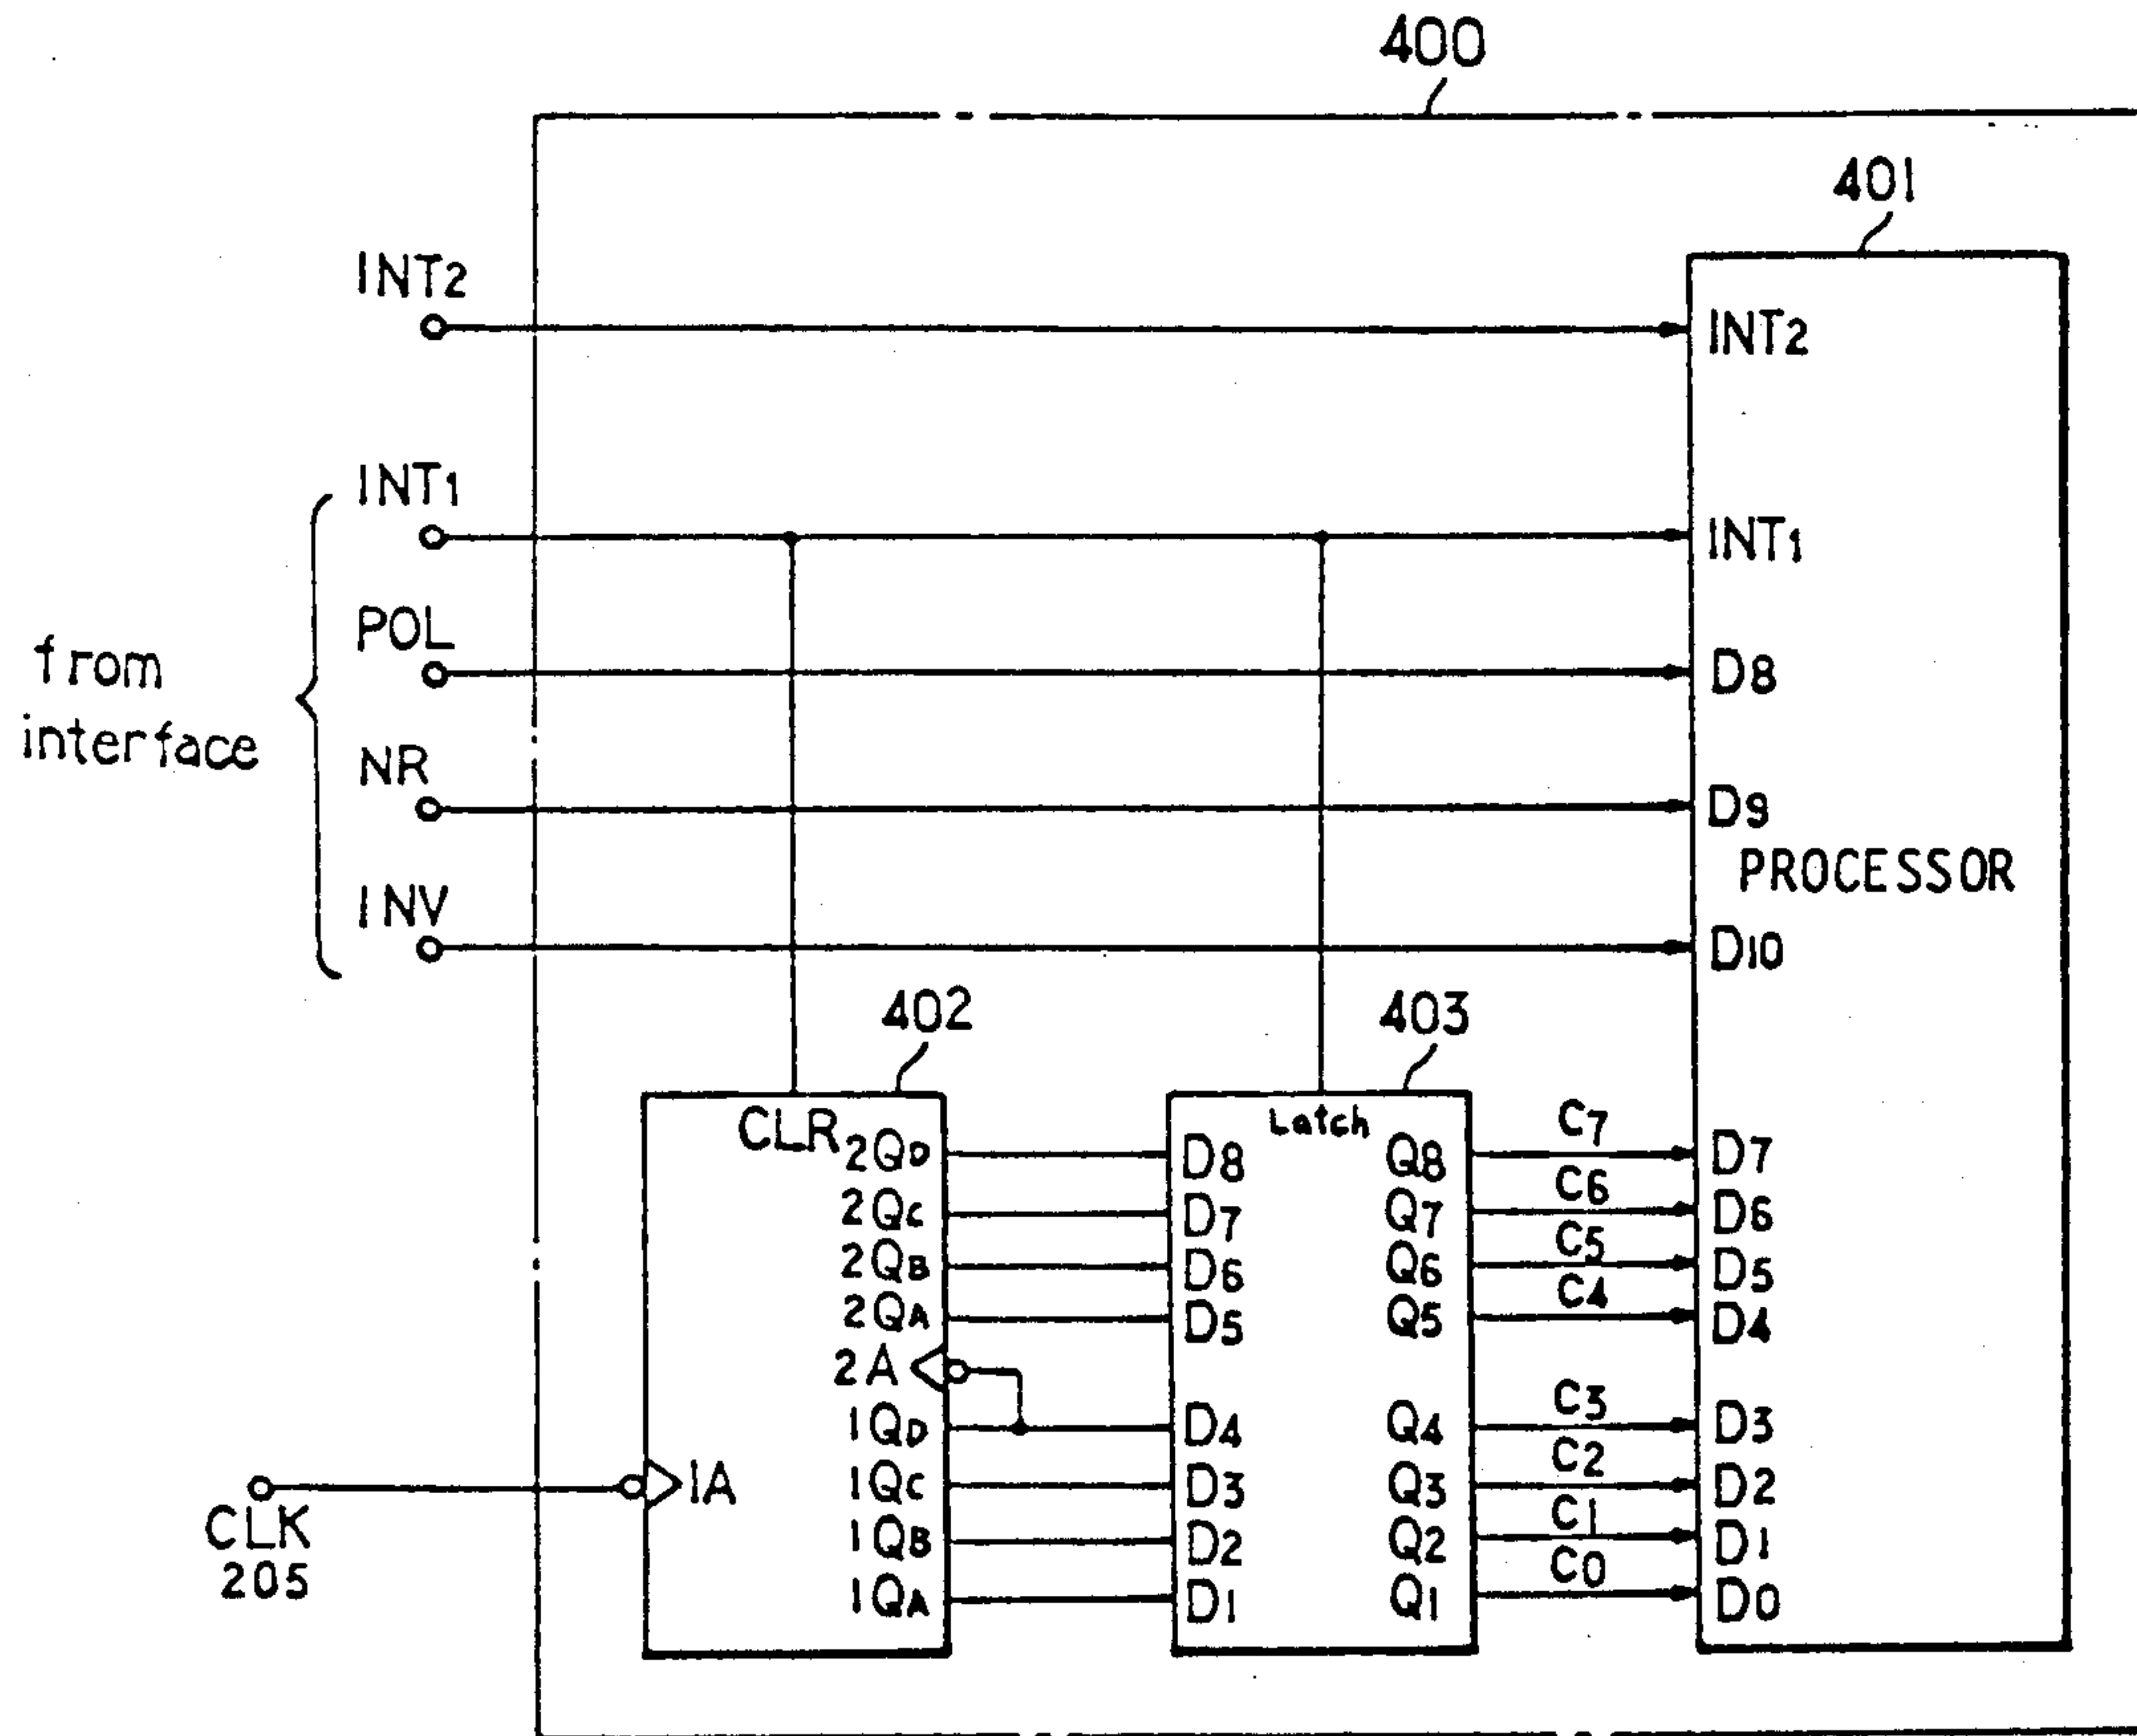 400
401
INT2
INT2
INT1
INT1
POL
D8
from
interface
NR
D9
PROCESSOR
INV
D10
402
403
CLR
Latch
2QD
D8
Q8
C7
D7
2QC
D7
Q7
C6
D6
2QB
D6
Q6
C5
D5
2QA
D5
Q5
C4
D4
2A
1QD
D4
Q4
C3
D3
1A
1QC
D3
Q3
C2
D2
CLK
205
1QB
D2
Q2
C1
D1
1QA
D1
Q1
C0
D0